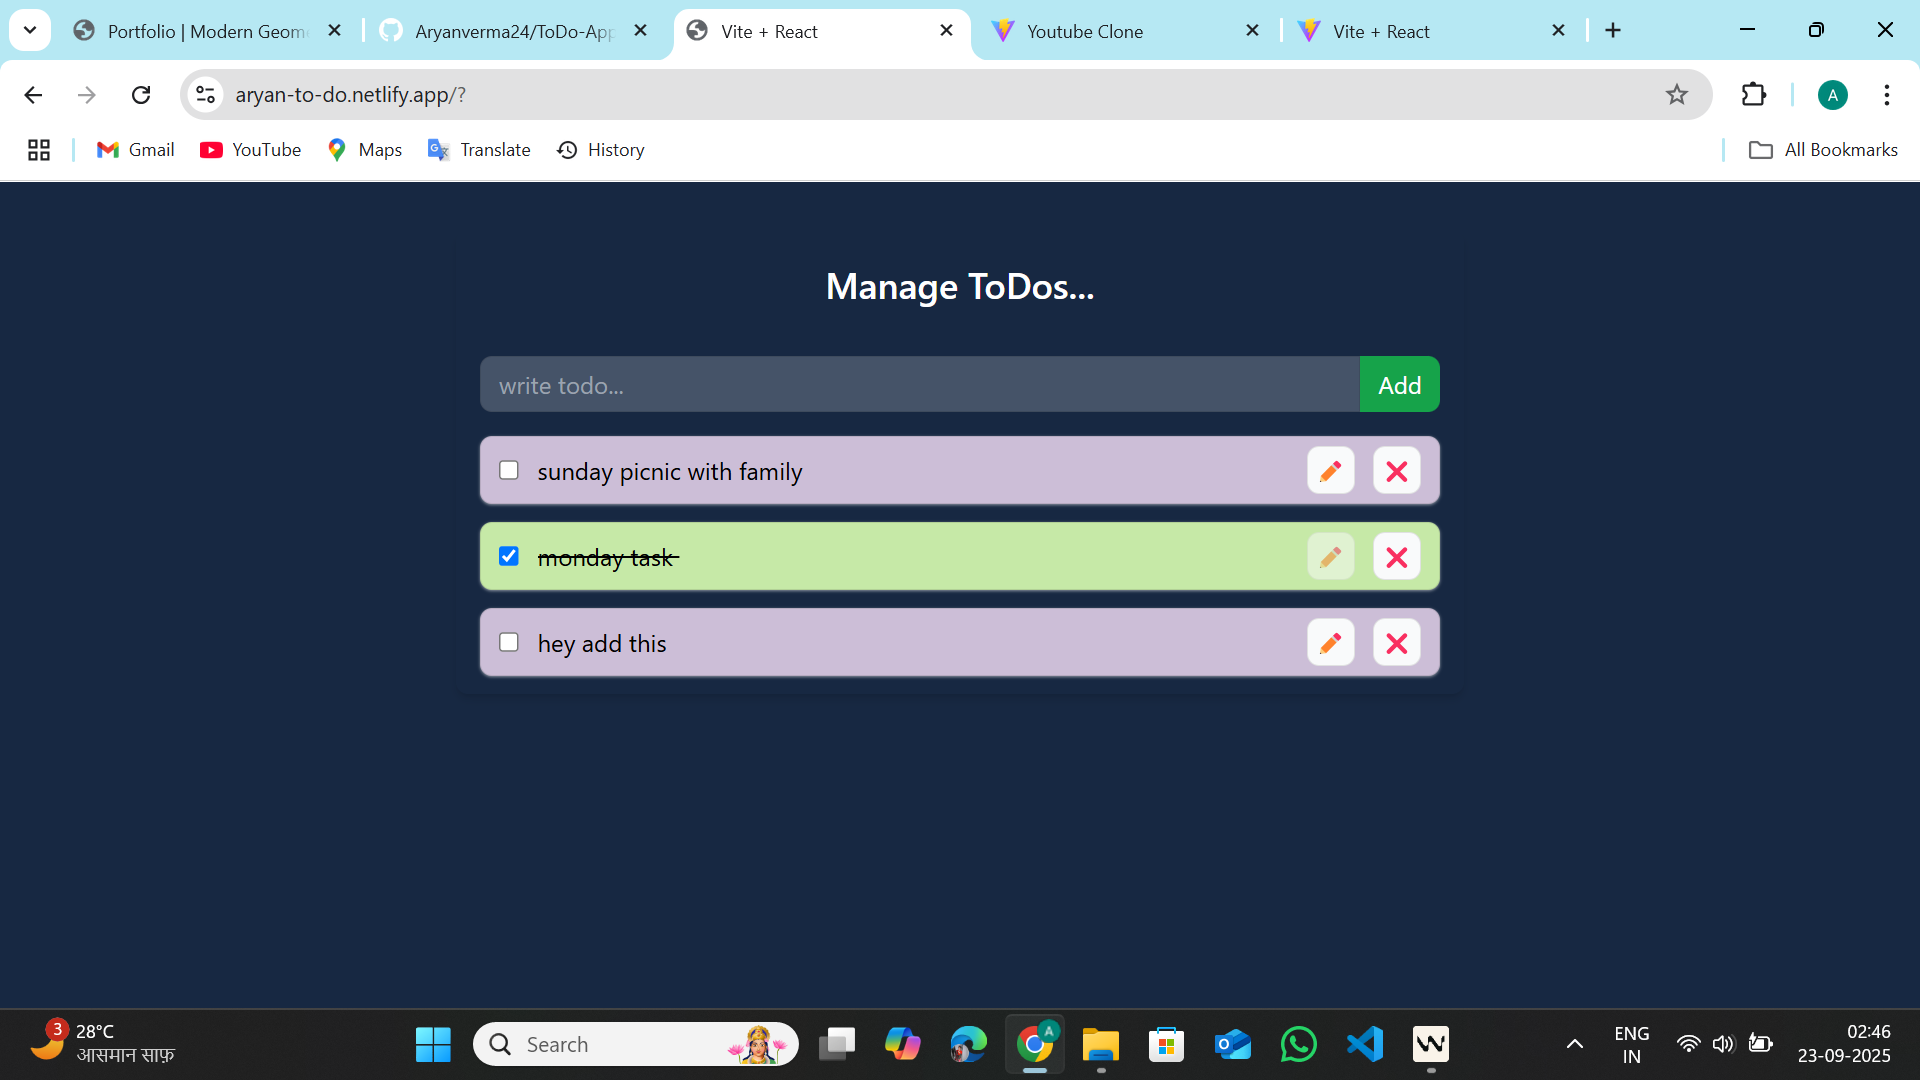 Portfolio | Modern Geom
Aryanverma24/ToDo-App
Vite + React
Youtube Clone
Vite + React
aryan-to-do.netlify.app/?
A
Gmail
YouTube
Maps
Translate
History
All Bookmarks
Manage ToDos...
write todo...
Add
sunday picnic with family
monday task
hey add this
3
28°C
आसमान साफ़
Search
A
ENG
IN
02:46
23-09-2025